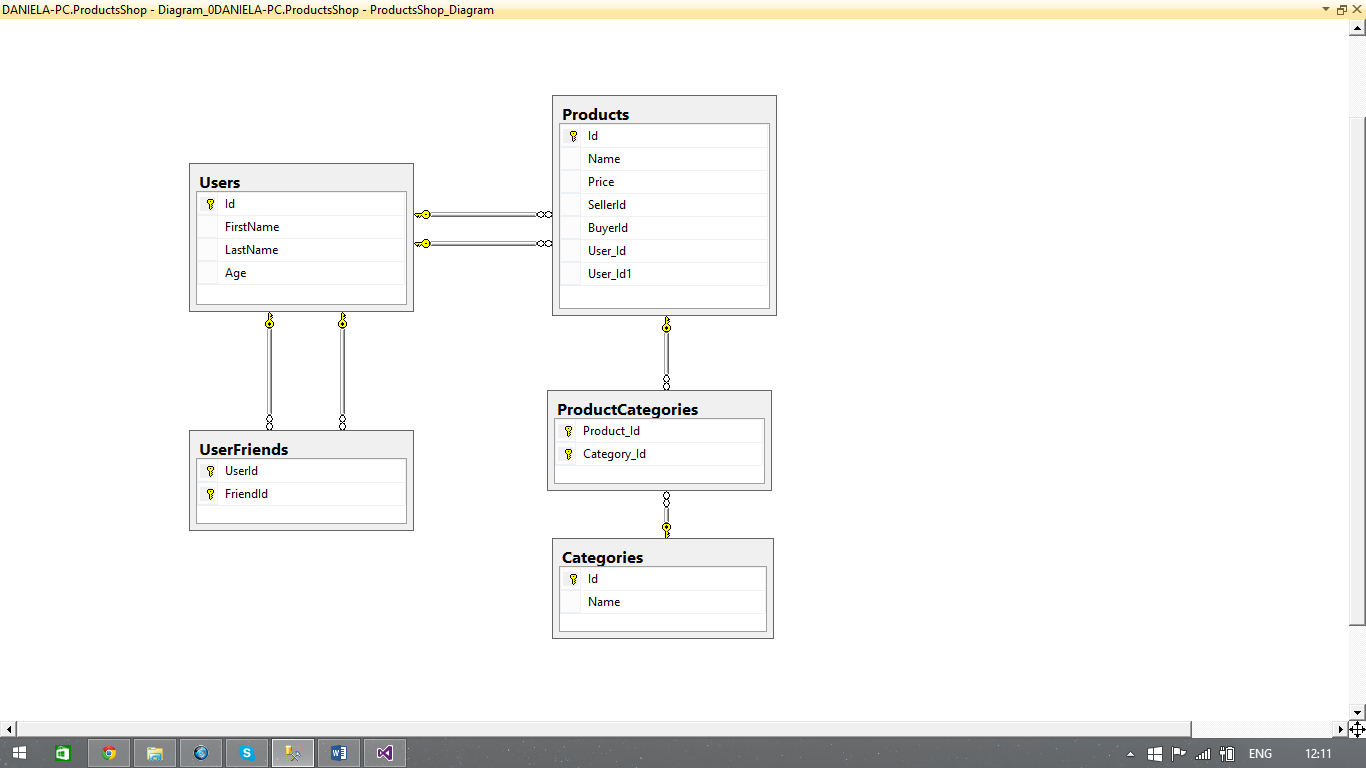 DANIELA-PC.ProductsShop - Diagram_0DANIELA-PC.ProductsShop - ProductsShop_Diagram
Users
Id
FirstName
LastName
Age
Products
Id
Name
Price
SellerId
BuyerId
User_Id
User_Id1
UserFriends
UserId
FriendId
ProductCategories
Product_Id
Category_Id
Categories
Id
Name
ENG
12:11